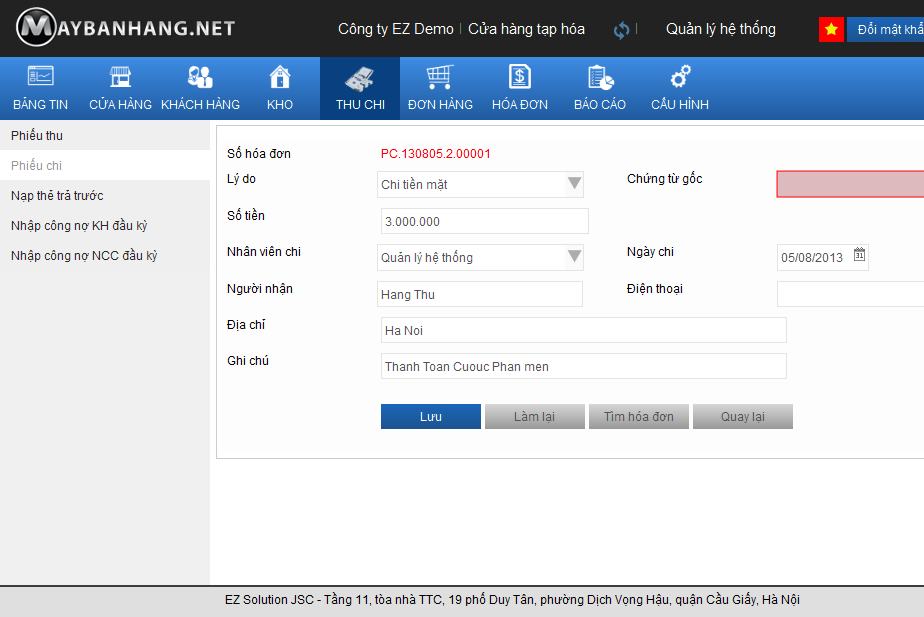 MAYBANHANG.NET
Công ty EZ Demo | Cửa hàng tạp hóa | Quản lý hệ thống
Đổi mật khẩ
BẢNG TIN CỬA HÀNG KHÁCH HÀNG KHO THU CHI ĐƠN HÀNG HÓA ĐƠN BÁO CÁO CẤU HÌNH
Phiếu thu
Phiếu chi
Nạp thẻ trả trước
Nhập công nợ KH đầu kỳ
Nhập công nợ NCC đầu kỳ
Số hóa đơn PC.130805.2.00001
Lý do Chi tiền mặt Chứng từ gốc
Số tiền 3.000.000
Nhân viên chi Quản lý hệ thống Ngày chi 05/08/2013 31
Người nhận Hang Thu Điện thoại
Địa chỉ Ha Noi
Ghi chú Thanh Toan Cuouc Phan men
Lưu Làm lại Tìm hóa đơn Quay lại
EZ Solution JSC - Tầng 11, tòa nhà TTC, 19 phố Duy Tân, phường Dịch Vọng Hậu, quận Cầu Giấy, Hà Nội